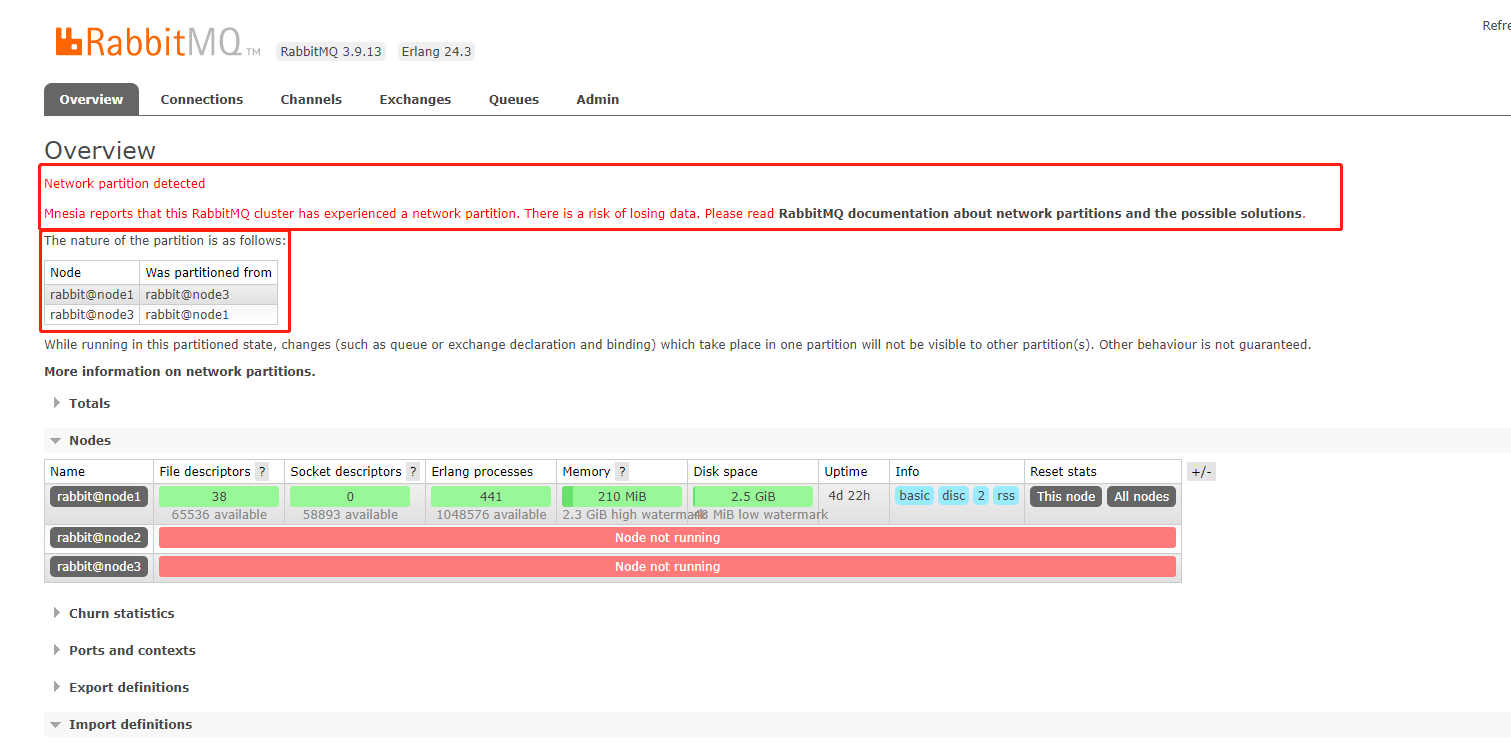 Refre
RabbitMQ TM RabbitMQ 3.9.13 Erlang 24.3
Overview Connections Channels Exchanges Queues Admin
Overview
Network partition detected
Mnesia reports that this RabbitMQ cluster has experienced a network partition. There is a risk of losing data. Please read RabbitMQ documentation about network partitions and the possible solutions.
The nature of the partition is as follows:
Node Was partitioned from
rabbit@node1 rabbit@node3
rabbit@node3 rabbit@node1
While running in this partitioned state, changes (such as queue or exchange declaration and binding) which take place in one partition will not be visible to other partition(s). Other behaviour is not guaranteed.
More information on network partitions.
Totals
Nodes
Name File descriptors ? Socket descriptors ? Erlang processes Memory ? Disk space Uptime Info Reset stats +/-
rabbit@node1 38 0 441 210 MiB 2.5 GiB 4d 22h basic disc 2 rss This node All nodes
65536 available 58893 available 1048576 available 2.3 GiB high watermark 48 MiB low watermark
rabbit@node2 Node not running
rabbit@node3 Node not running
Churn statistics
Ports and contexts
Export definitions
Import definitions